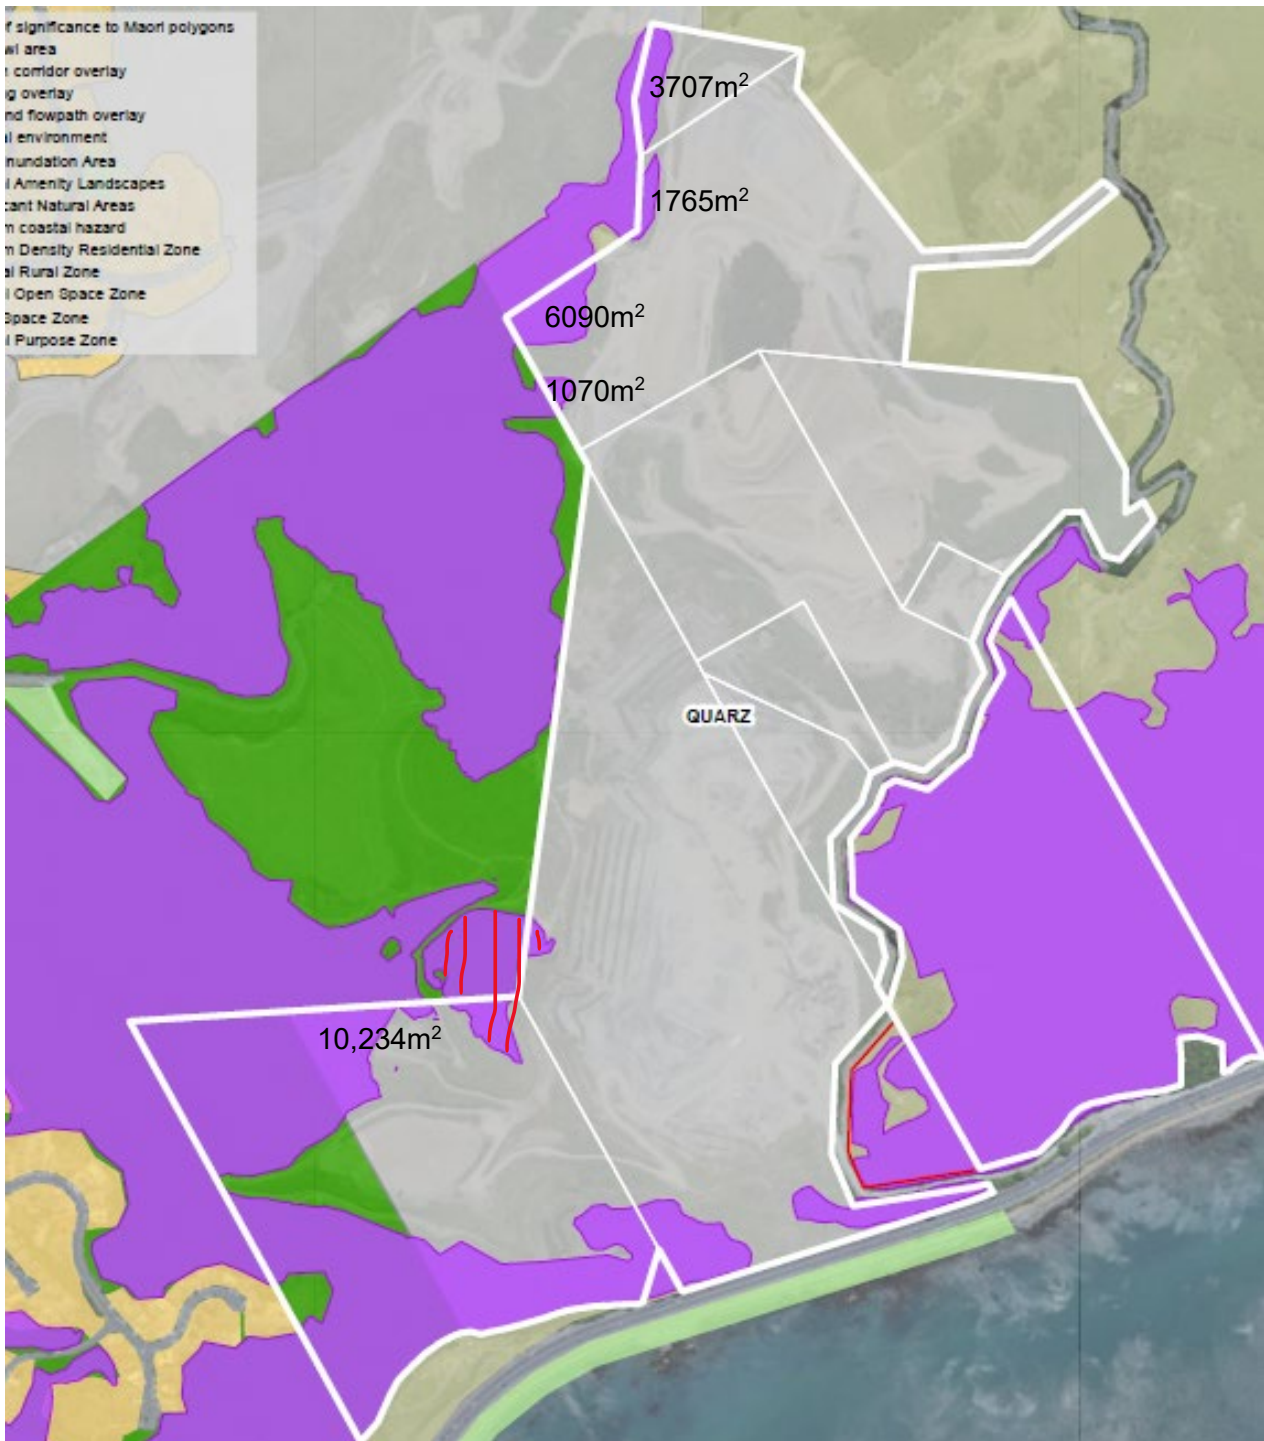 f significance to Maori polygons
wi area
corridor overlay
g overlay
nd flowpath overlay
l environment
nundation Area
l Amenity Landscapes
cant Natural Areas
m coastal hazard
m Density Residential Zone
al Rural Zone
l Open Space Zone
Space Zone
l Purpose Zone
3707m²
1765m²
6090m²
1070m²
QUARZ
10,234m²